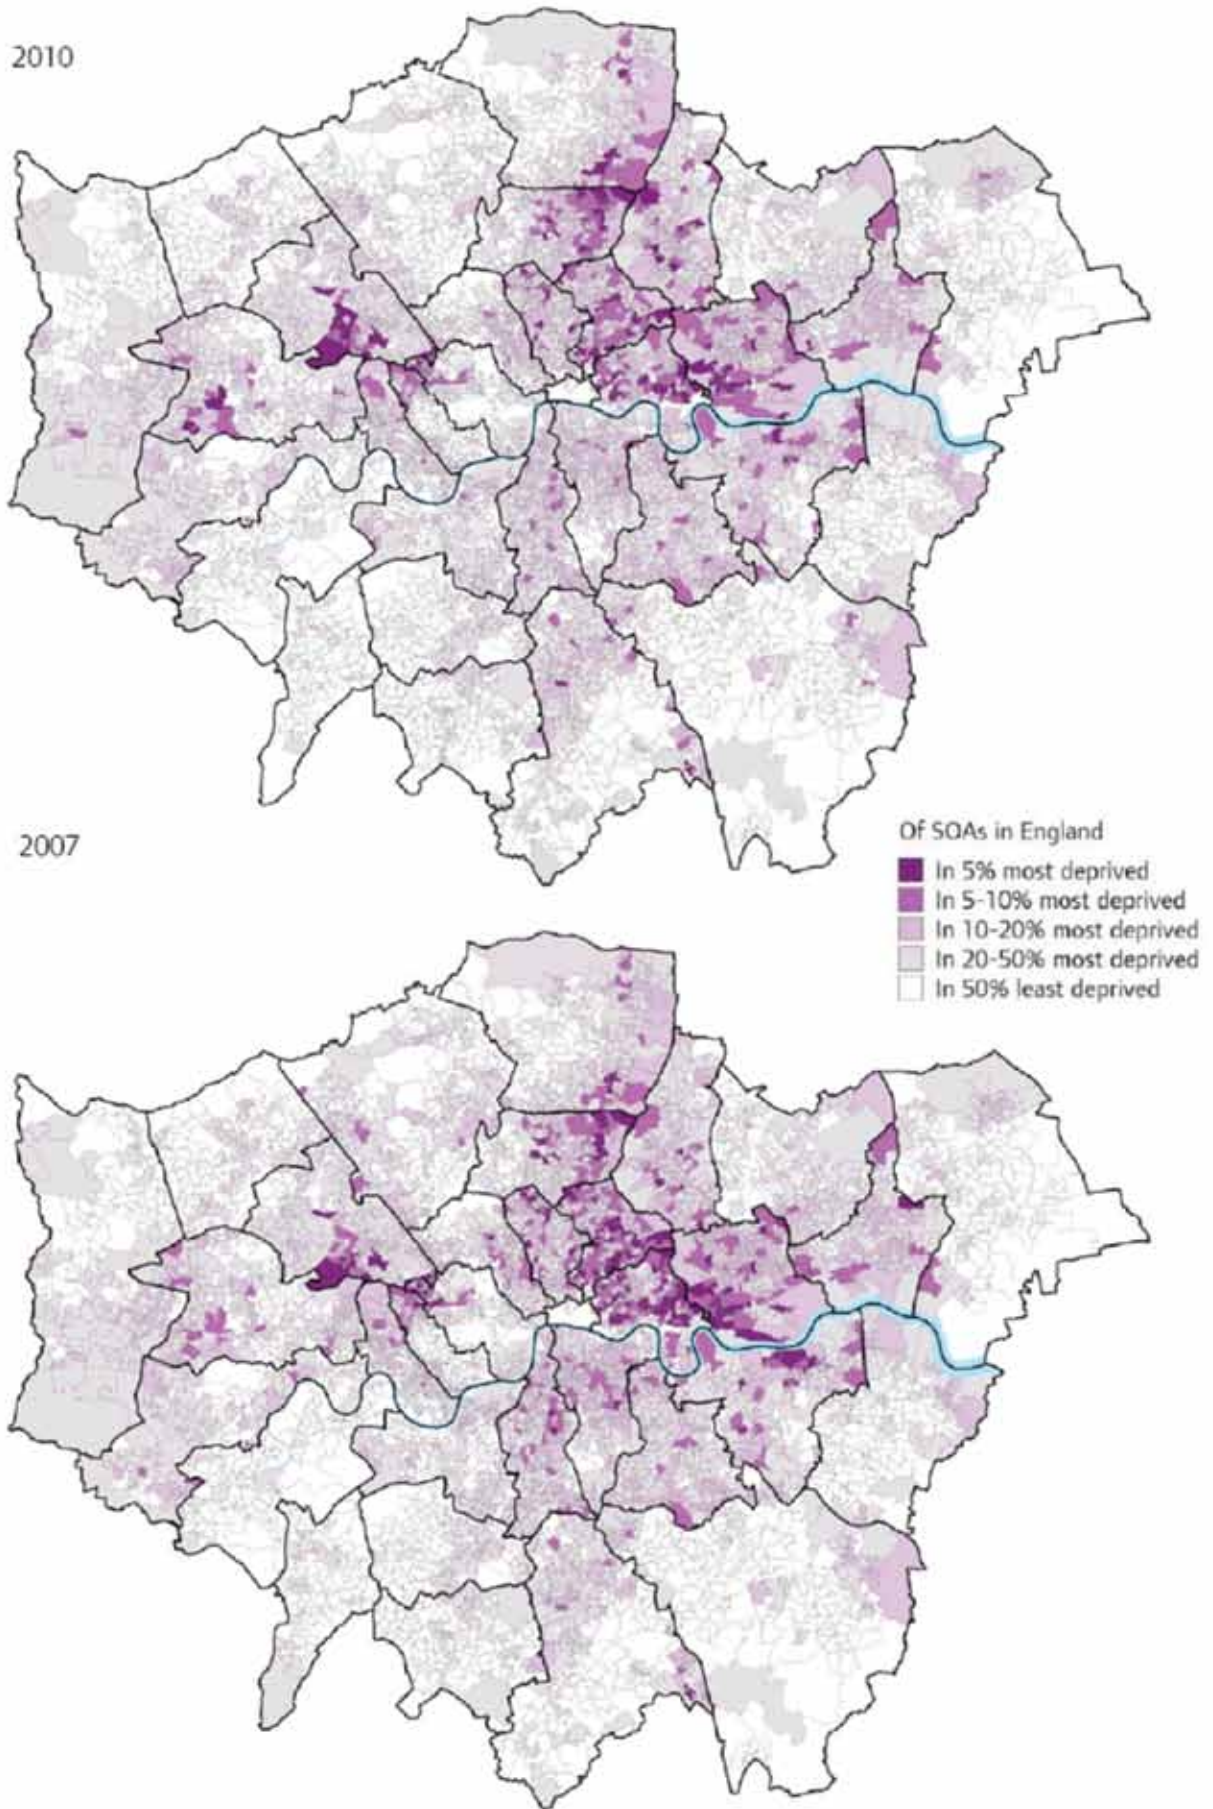 2010
2007
Of SOAs in England
In 5% most deprived
In 5-10% most deprived
In 10-20% most deprived
In 20-50% most deprived
In 50% least deprived